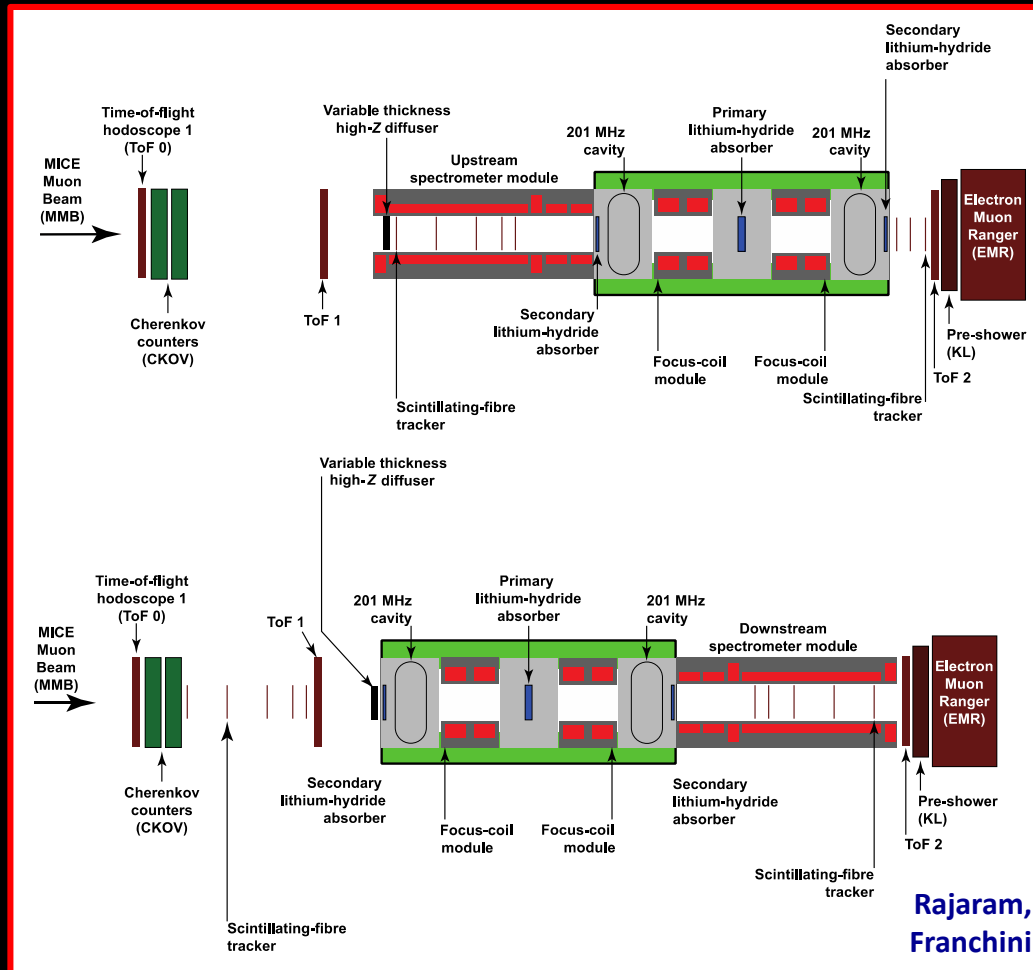 Secondary
lithium-hydride
absorber
Variable thickness
high-Z diffuser
Time-of-flight
hodoscope 1
(ToF 0)
Primary
lithium-hydride
absorber
201 MHz
cavity
201 MHz
cavity
Upstream
spectrometer module
MICE
Muon
Beam
(MMB)
Electron
Muon
Ranger
(EMR)
ToF 1
Cherenkov
counters
(CKOV)
Secondary
lithium-hydride
absorber
Pre-shower
(KL)
Focus-coil
module
Focus-coil
module
ToF 2
Scintillating-fibre
tracker
Scintillating-fibre
tracker
Variable thickness
high-Z diffuser
Time-of-flight
hodoscope 1
(ToF 0)
Primary
lithium-hydride
absorber
201 MHz
cavity
201 MHz
cavity
ToF 1
Downstream
spectrometer module
MICE
Muon
Beam
(MMB)
Electron
Muon
Ranger
(EMR)
Cherenkov
counters
(CKOV)
Secondary
lithium-hydride
absorber
Secondary
lithium-hydride
absorber
Pre-shower
(KL)
Focus-coil
module
Focus-coil
module
ToF 2
Scintillating-fibre
tracker
Scintillating-fibre
tracker
Rajaram,
Franchini